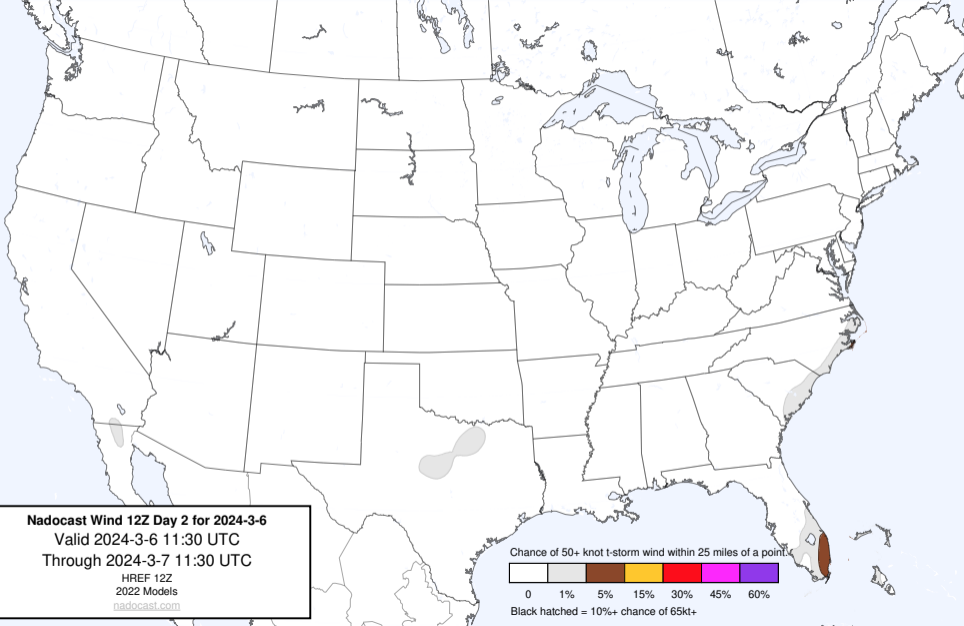 Nadocast Wind 12Z Day 2 for 2024-3-6
Valid 2024-3-6 11:30 UTC
Through 2024-3-7 11:30 UTC
HREF 12Z
2022 Models
nadocast.com
Chance of 50+ knot t-storm wind within 25 miles of a point.
0 1% 5% 15% 30% 45% 60%
Black hatched = 10%+ chance of 65kt+